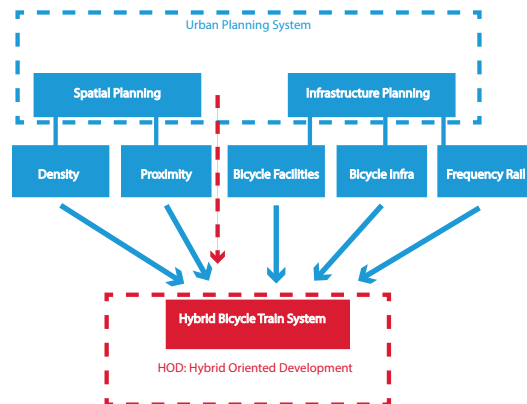 Urban Planning System
Spatial Planning
Infrastructure Planning
Density
Proximity
Bicycle Facilities
Bicycle Infra
Frequency Rail
Hybrid Bicycle Train System
HOD: Hybrid Oriented Development